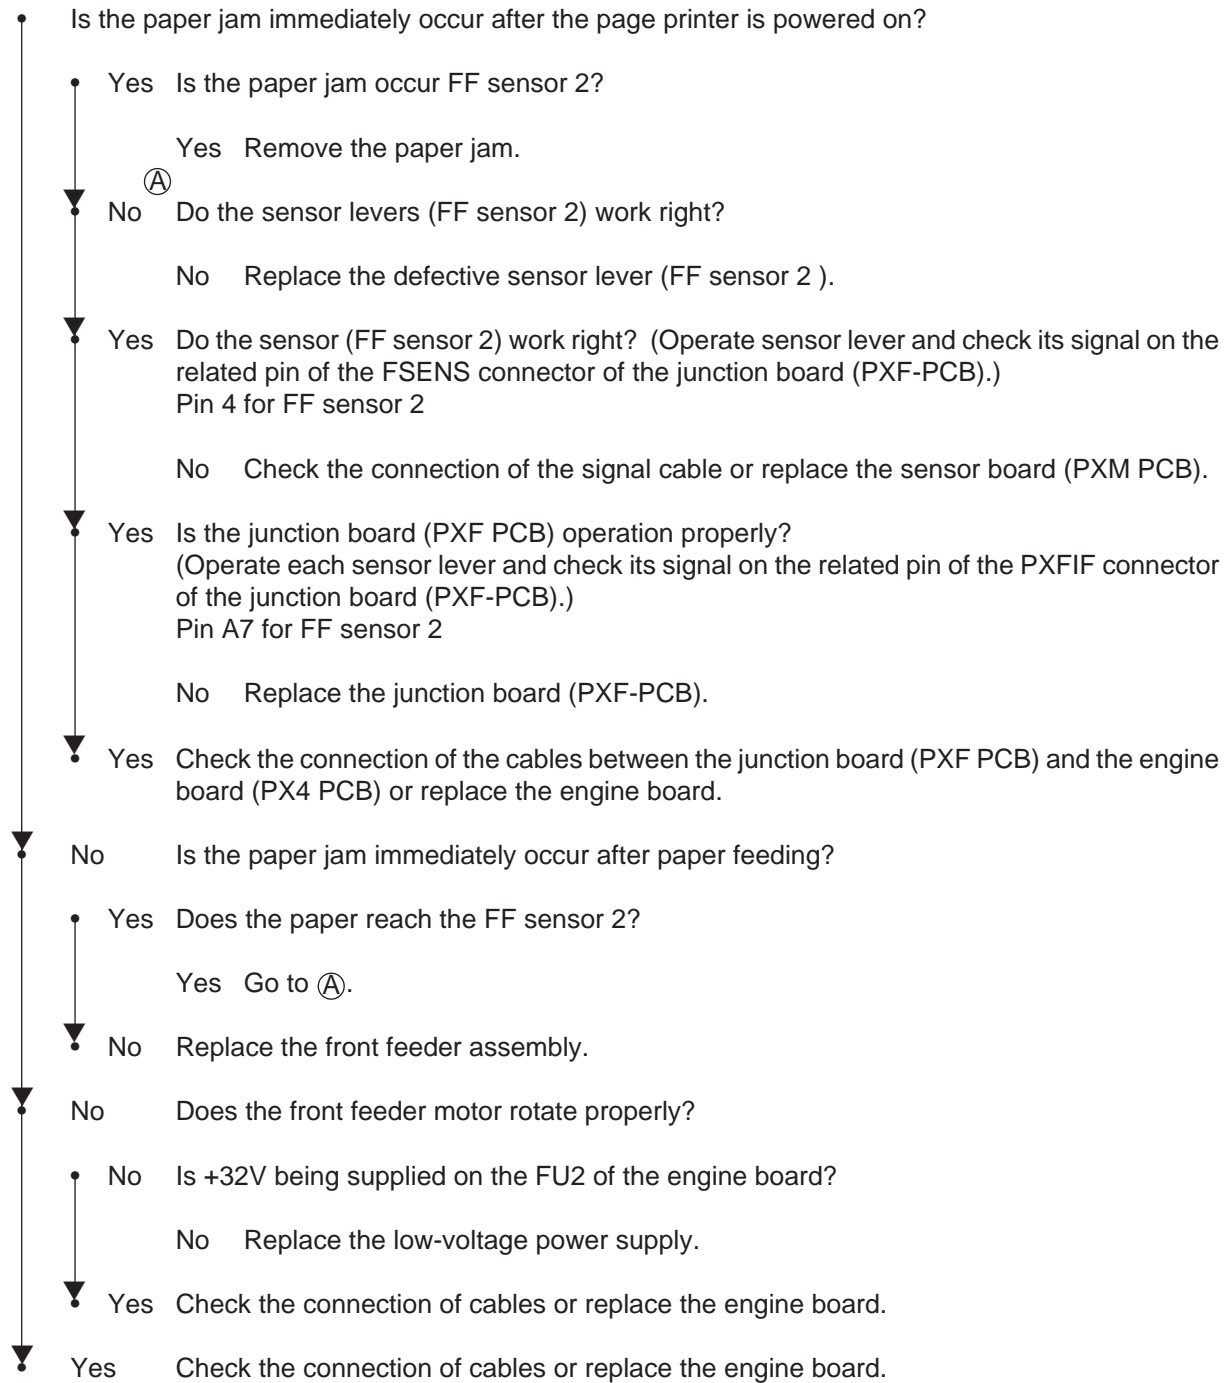 Is the paper jam immediately occur after the page printer is powered on?
Yes Is the paper jam occur FF sensor 2?
Yes Remove the paper jam.
Ⓐ
No Do the sensor levers (FF sensor 2) work right?
No Replace the defective sensor lever (FF sensor 2 ).
Yes Do the sensor (FF sensor 2) work right? (Operate sensor lever and check its signal on the
related pin of the FSENS connector of the junction board (PXF-PCB).)
Pin 4 for FF sensor 2
No Check the connection of the signal cable or replace the sensor board (PXM PCB).
Yes Is the junction board (PXF PCB) operation properly?
(Operate each sensor lever and check its signal on the related pin of the PXFIF connector
of the junction board (PXF-PCB).)
Pin A7 for FF sensor 2
No Replace the junction board (PXF-PCB).
Yes Check the connection of the cables between the junction board (PXF PCB) and the engine
board (PX4 PCB) or replace the engine board.
No Is the paper jam immediately occur after paper feeding?
Yes Does the paper reach the FF sensor 2?
Yes Go to Ⓐ.
No Replace the front feeder assembly.
No Does the front feeder motor rotate properly?
No Is +32V being supplied on the FU2 of the engine board?
No Replace the low-voltage power supply.
Yes Check the connection of cables or replace the engine board.
Yes Check the connection of cables or replace the engine board.